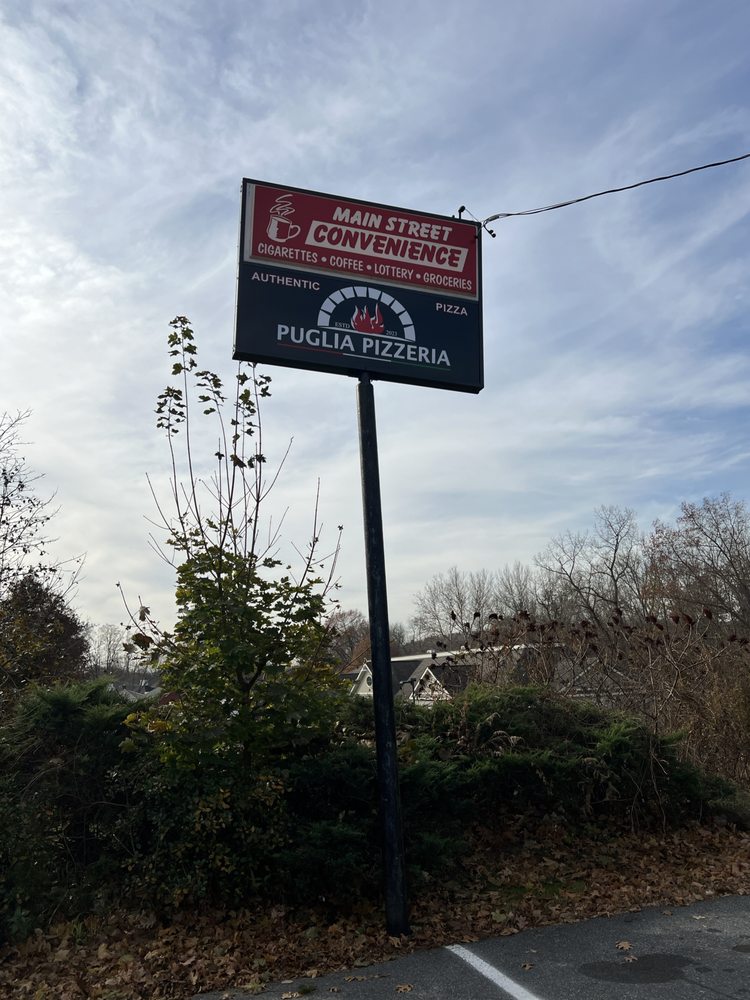 MAIN STREET
CONVENIENCE
CIGARETTES • COFFEE • LOTTERY • GROCERIES
AUTHENTIC
PIZZA
ESTD 2023
PUGLIA PIZZERIA